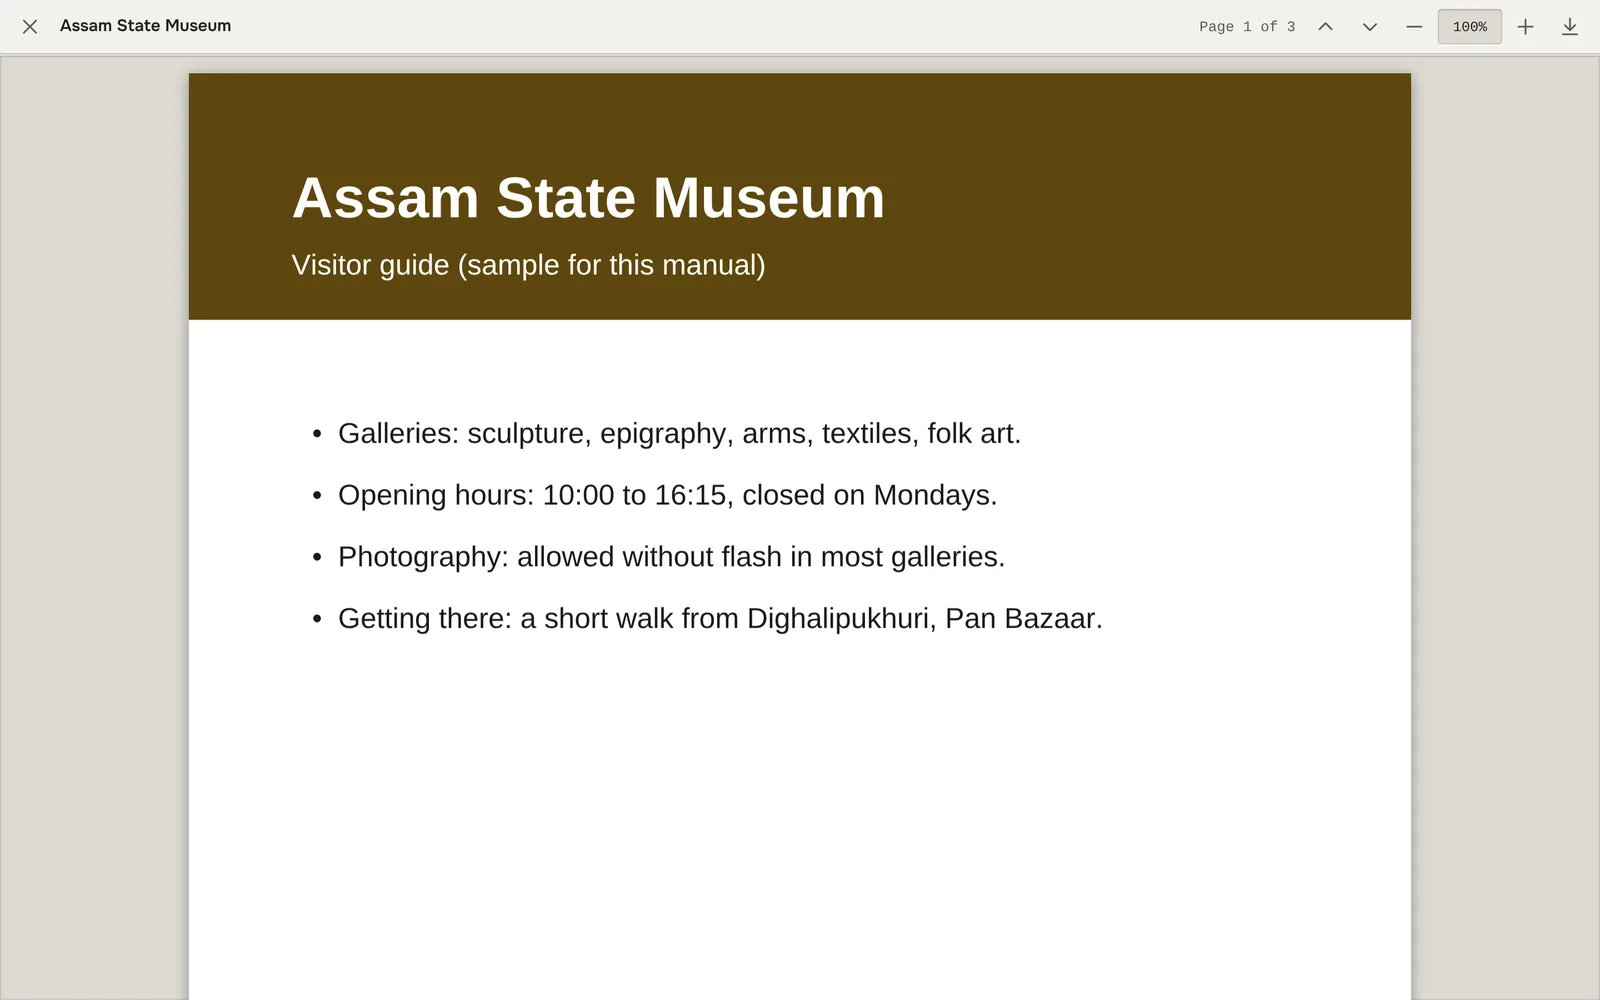 Assam State Museum
Page 1 of 3
100%
Assam State Museum
Visitor guide (sample for this manual)
• Galleries: sculpture, epigraphy, arms, textiles, folk art.
• Opening hours: 10:00 to 16:15, closed on Mondays.
• Photography: allowed without flash in most galleries.
• Getting there: a short walk from Dighalipukhuri, Pan Bazaar.